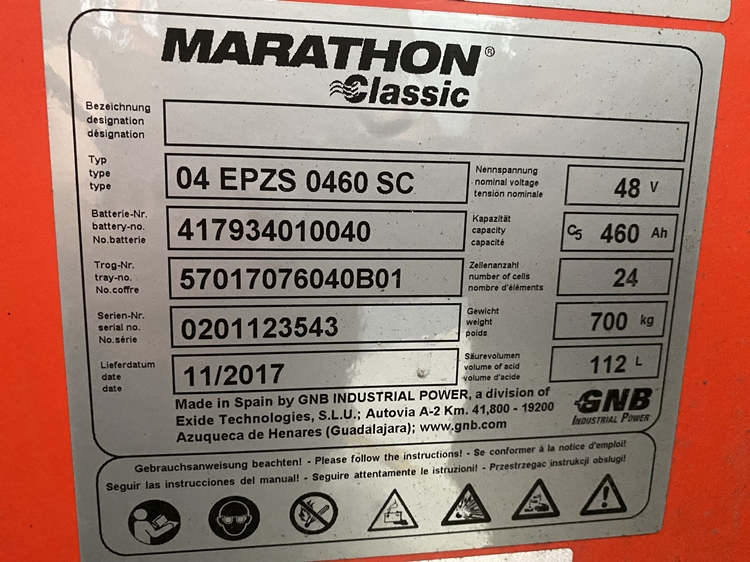 MARATHON®
Classic
Bezeichnung
designation
désignation
Typ
type
type
04 EPZS 0460 SC
Nennspannung
nominal voltage
tension nominale
48 V
Batterie-Nr.
battery-no.
No.batterie
417934010040
Kapazität
capacity
capacité
C5 460 Ah
Trog-Nr.
tray-no.
No.coffre
57017076040B01
Zellenanzahl
number of cells
nombre d'éléments
24
Serien-Nr.
serial no.
No.série
0201123543
Gewicht
weight
poids
700 kg
Lieferdatum
date
date
11/2017
Säurevolumen
volume of acid
volume d'acide
112 L
Made in Spain by GNB INDUSTRIAL POWER, a division of
Exide Technologies, S.L.U.; Autovia A-2 Km. 41,800 - 19200
Azuqueca de Henares (Guadalajara); www.gnb.com
GNB
INDUSTRIAL POWER
Gebrauchsanweisung beachten! - Please follow the instructions! - Se conformer à la notice d'emploi!
Seguir las instrucciones del manual! - Seguire attentamente le istruzioni! - Przestrzegac instrukcji obslugi!